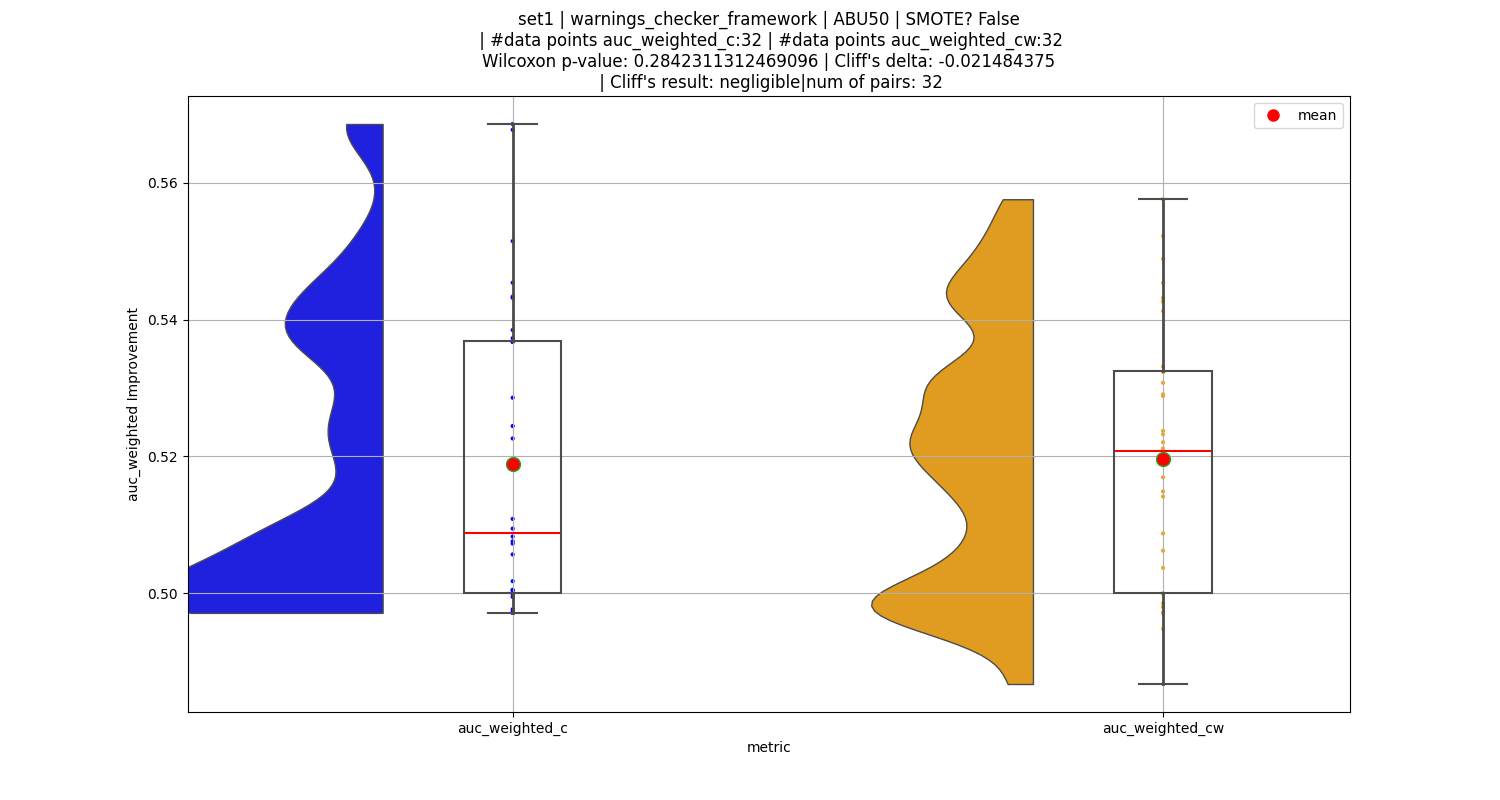 set1 | warnings_checker_framework | ABU50 | SMOTE? False
| #data points auc_weighted_c:32 | #data points auc_weighted_cw:32
Wilcoxon p-value: 0.2842311312469096 | Cliff's delta: -0.021484375
| Cliff's result: negligible|num of pairs: 32
mean
0.56
0.54
0.52
0.50
auc_weighted Improvement
auc_weighted_c
auc_weighted_cw
metric